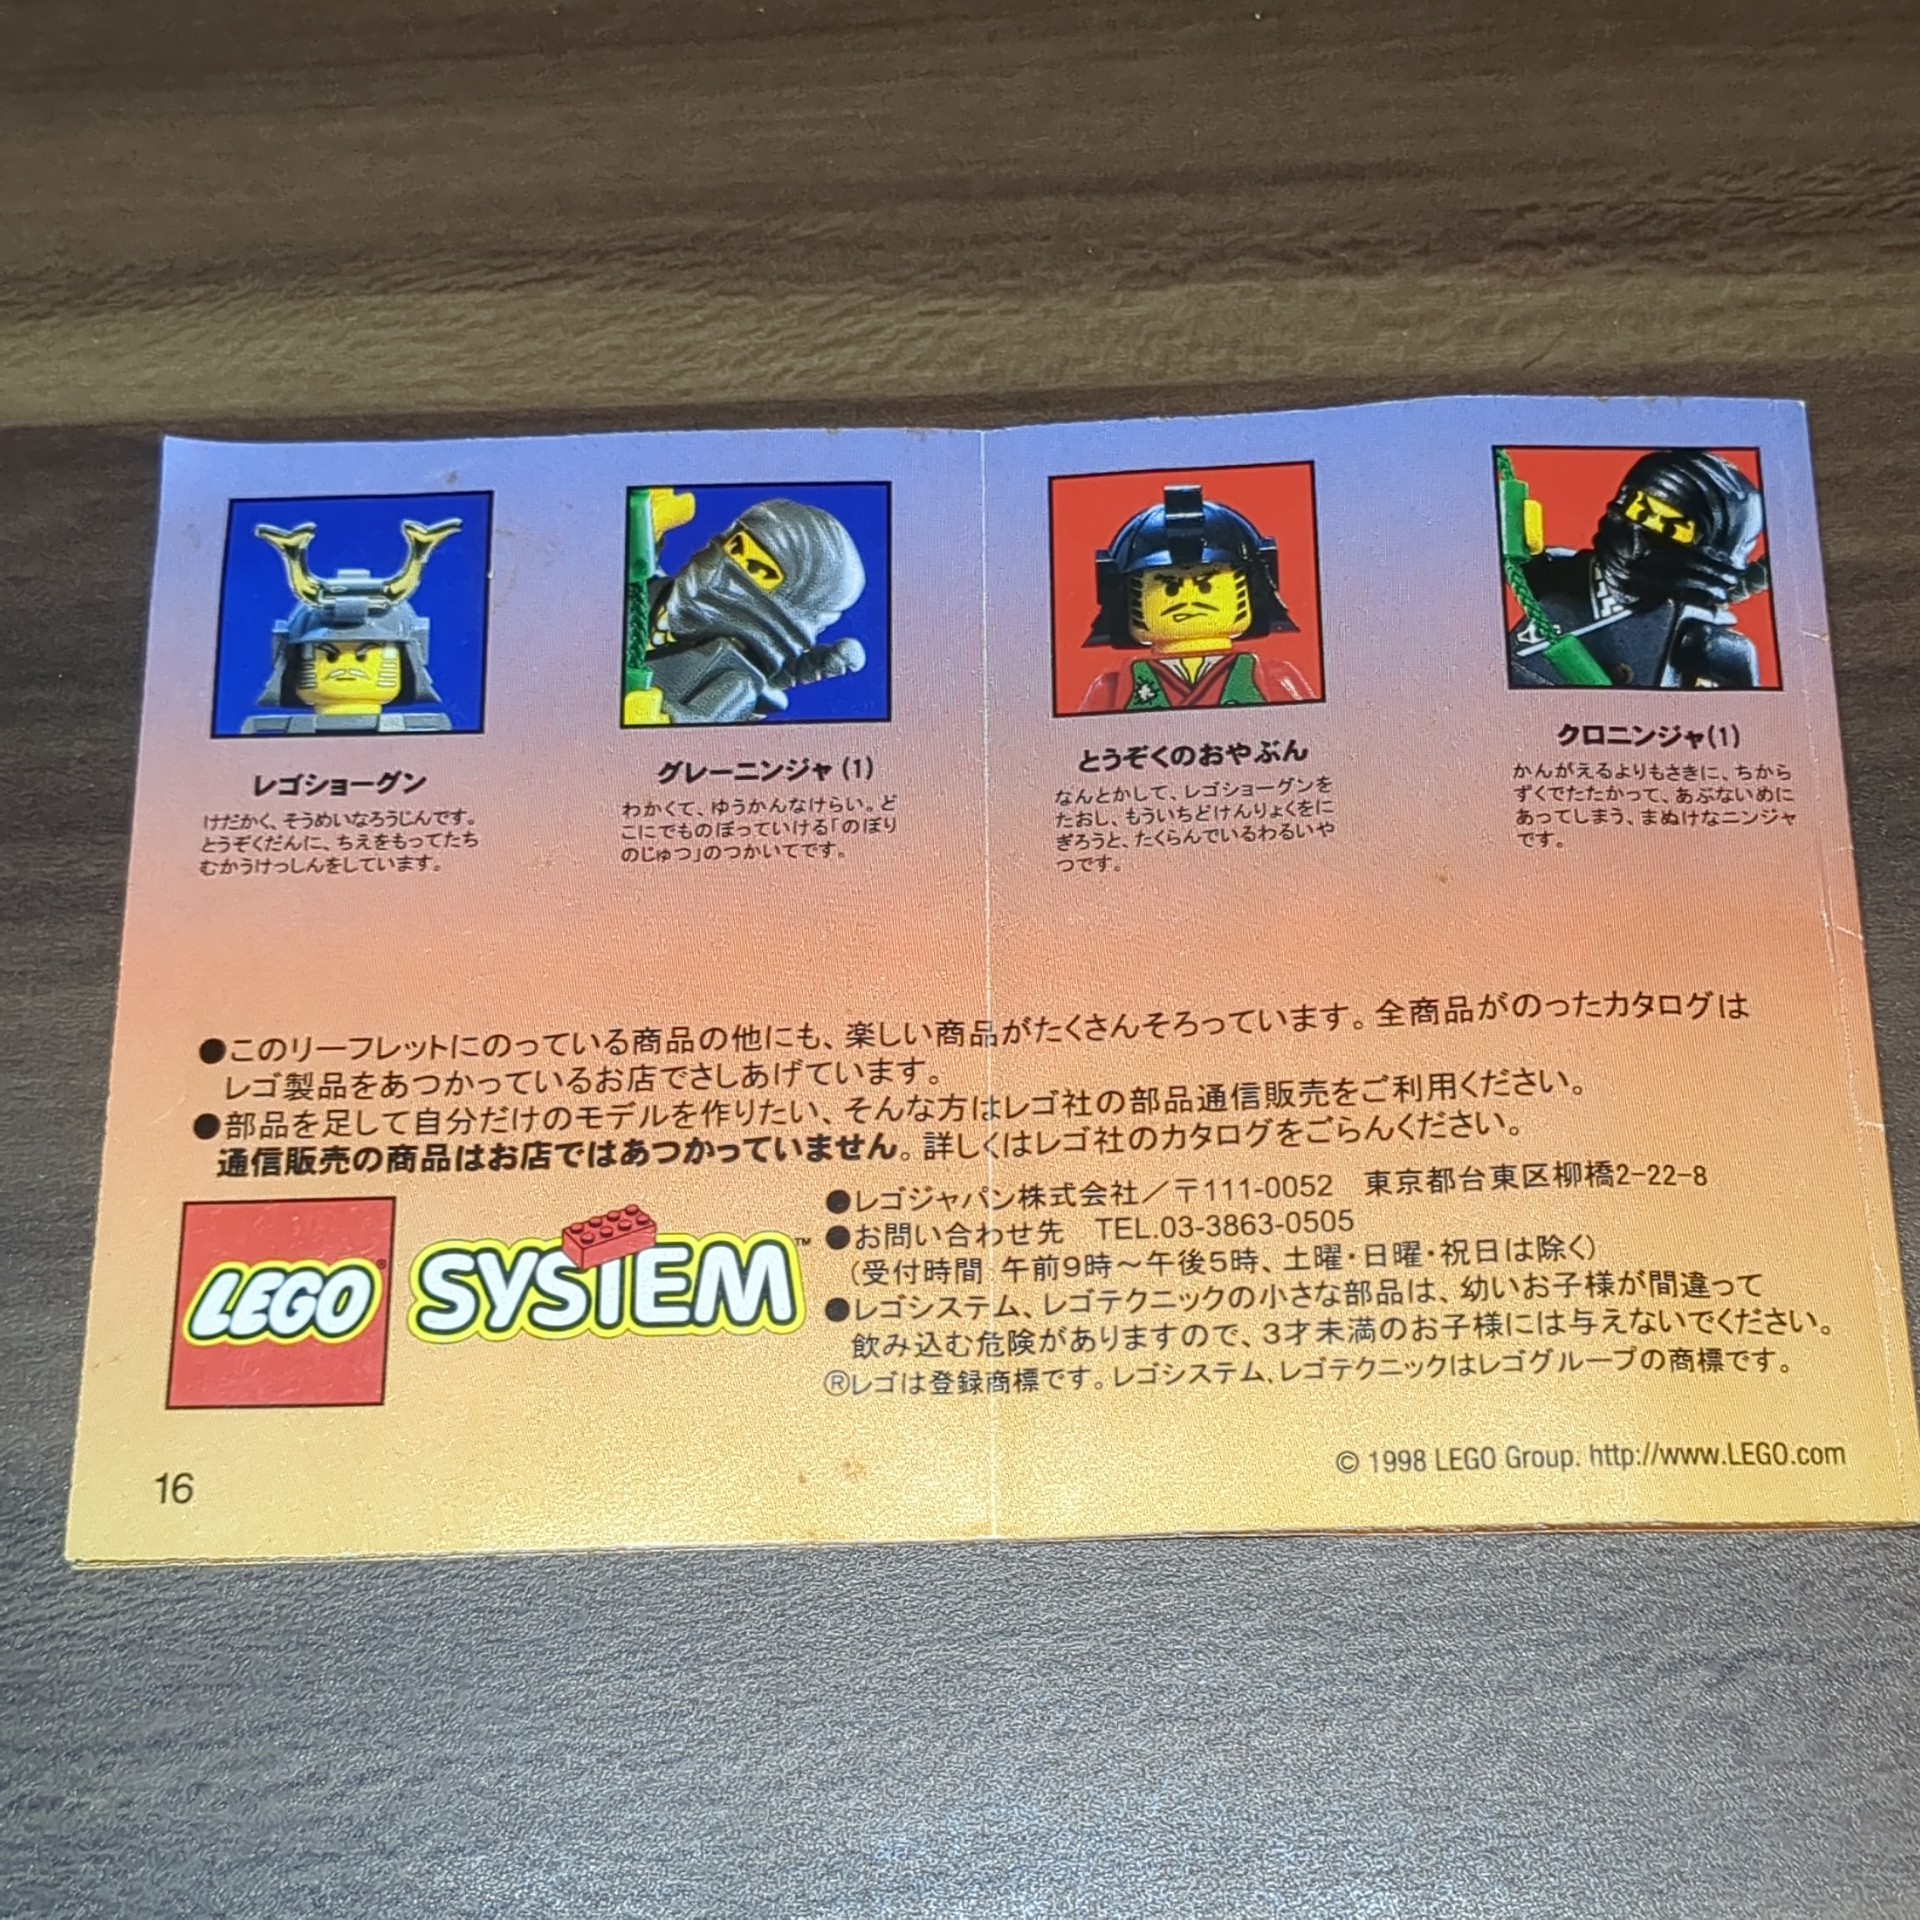 レゴショーグン
けだかく、そうめいなろうじんです。
とうぞくだんに、ちえをもってたち
むかうけっしんをしています。
グレーニンジャ(1)
わかくて、ゆうかんなけらい。ど
こにでものぼっていける「のぼり
のじゅつ」のつかいてです。
とうぞくのおやぶん
なんとかして、レゴショーグンを
たおし、もういちどけんりょくをに
ぎろうと、たくらんでいるわるいや
つです。
クロニンジャ(1)
かんがえるよりもさきに、ちから
ずくでたたかって、あぶないめに
あってしまう、まぬけなニンジャ
です。
●このリーフレットにのっている商品の他にも、楽しい商品がたくさんそろっています。全商品がのったカタログは
レゴ製品をあつかっているお店でさしあげています。
●部品を足して自分だけのモデルを作りたい、そんな方はレゴ社の部品通信販売をご利用ください。
通信販売の商品はお店ではあつかっていません。詳しくはレゴ社のカタログをごらんください。
LEGO®
SYSTEM™
●レゴジャパン株式会社／〒111-0052 東京都台東区柳橋2-22-8
●お問い合わせ先 TEL.03-3863-0505
(受付時間 午前9時〜午後5時、土曜・日曜・祝日は除く)
●レゴシステム、レゴテクニックの小さな部品は、幼いお子様が間違って
飲み込む危険がありますので、3才未満のお子様には与えないでください。
Ⓡレゴは登録商標です。レゴシステム、レゴテクニックはレゴグループの商標です。
© 1998 LEGO Group. http://www.LEGO.com
16